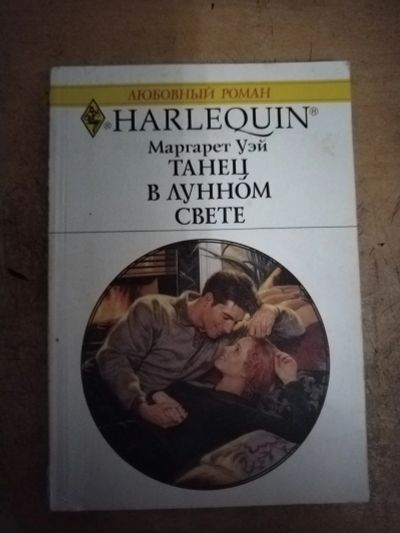 ЛЮБОВНЫЙ РОМАН
® HARLEQUIN®
Маргарет Уэй
ТАНЕЦ
В ЛУННОМ
СВЕТЕ